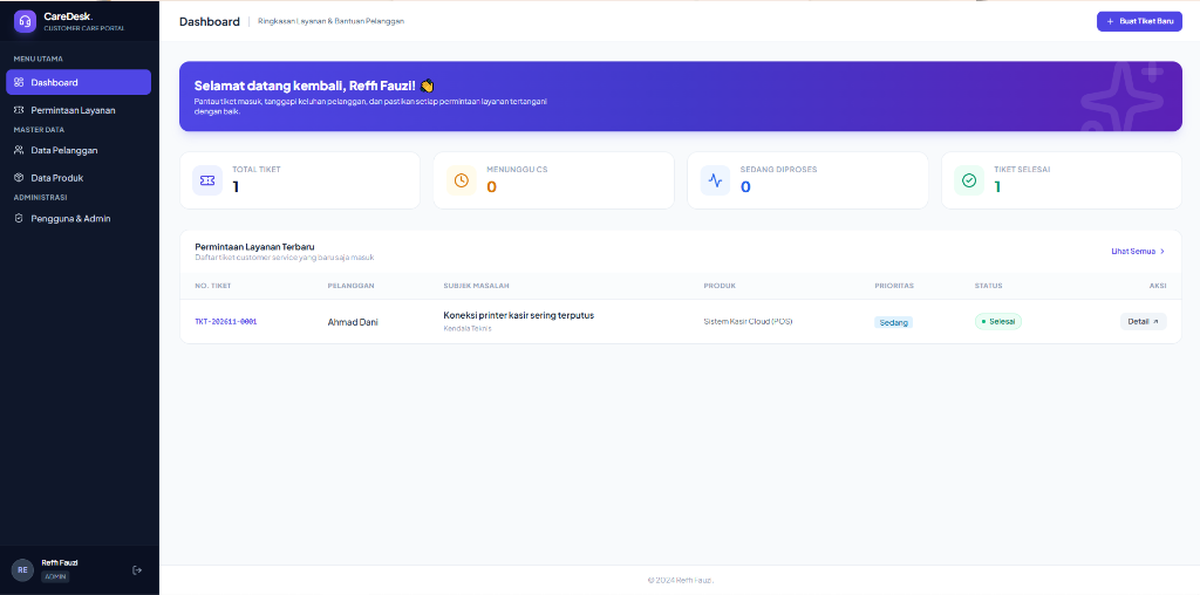 CareDesk.
CUSTOMER CARE PORTAL
MENU UTAMA
Dashboard
Permintaan Layanan
MASTER DATA
Data Pelanggan
Data Produk
ADMINISTRASI
Pengguna & Admin
RE
Reffi Fauzi
ADMIN
Dashboard
Ringkasan Layanan & Bantuan Pelanggan
+ Buat Tiket Baru
Selamat datang kembali, Reffi Fauzi! 👋
Pantau tiket masuk, tanggapi keluhan pelanggan, dan pastikan setiap permintaan layanan tertangani
dengan baik.
TOTAL TIKET
1
MENUNGGU CS
0
SEDANG DIPROSES
0
TIKET SELESAI
1
Permintaan Layanan Terbaru
Daftar tiket customer service yang baru saja masuk
Lihat Semua
NO. TIKET PELANGGAN SUBJEK MASALAH PRODUK PRIORITAS STATUS AKSI
TKT-202611-0001 Ahmad Dani Koneksi printer kasir sering terputus Sistem Kasir Cloud (POS) Sedang Selesai Detail
Kendala Teknis
© 2024 Reffi Fauzi.